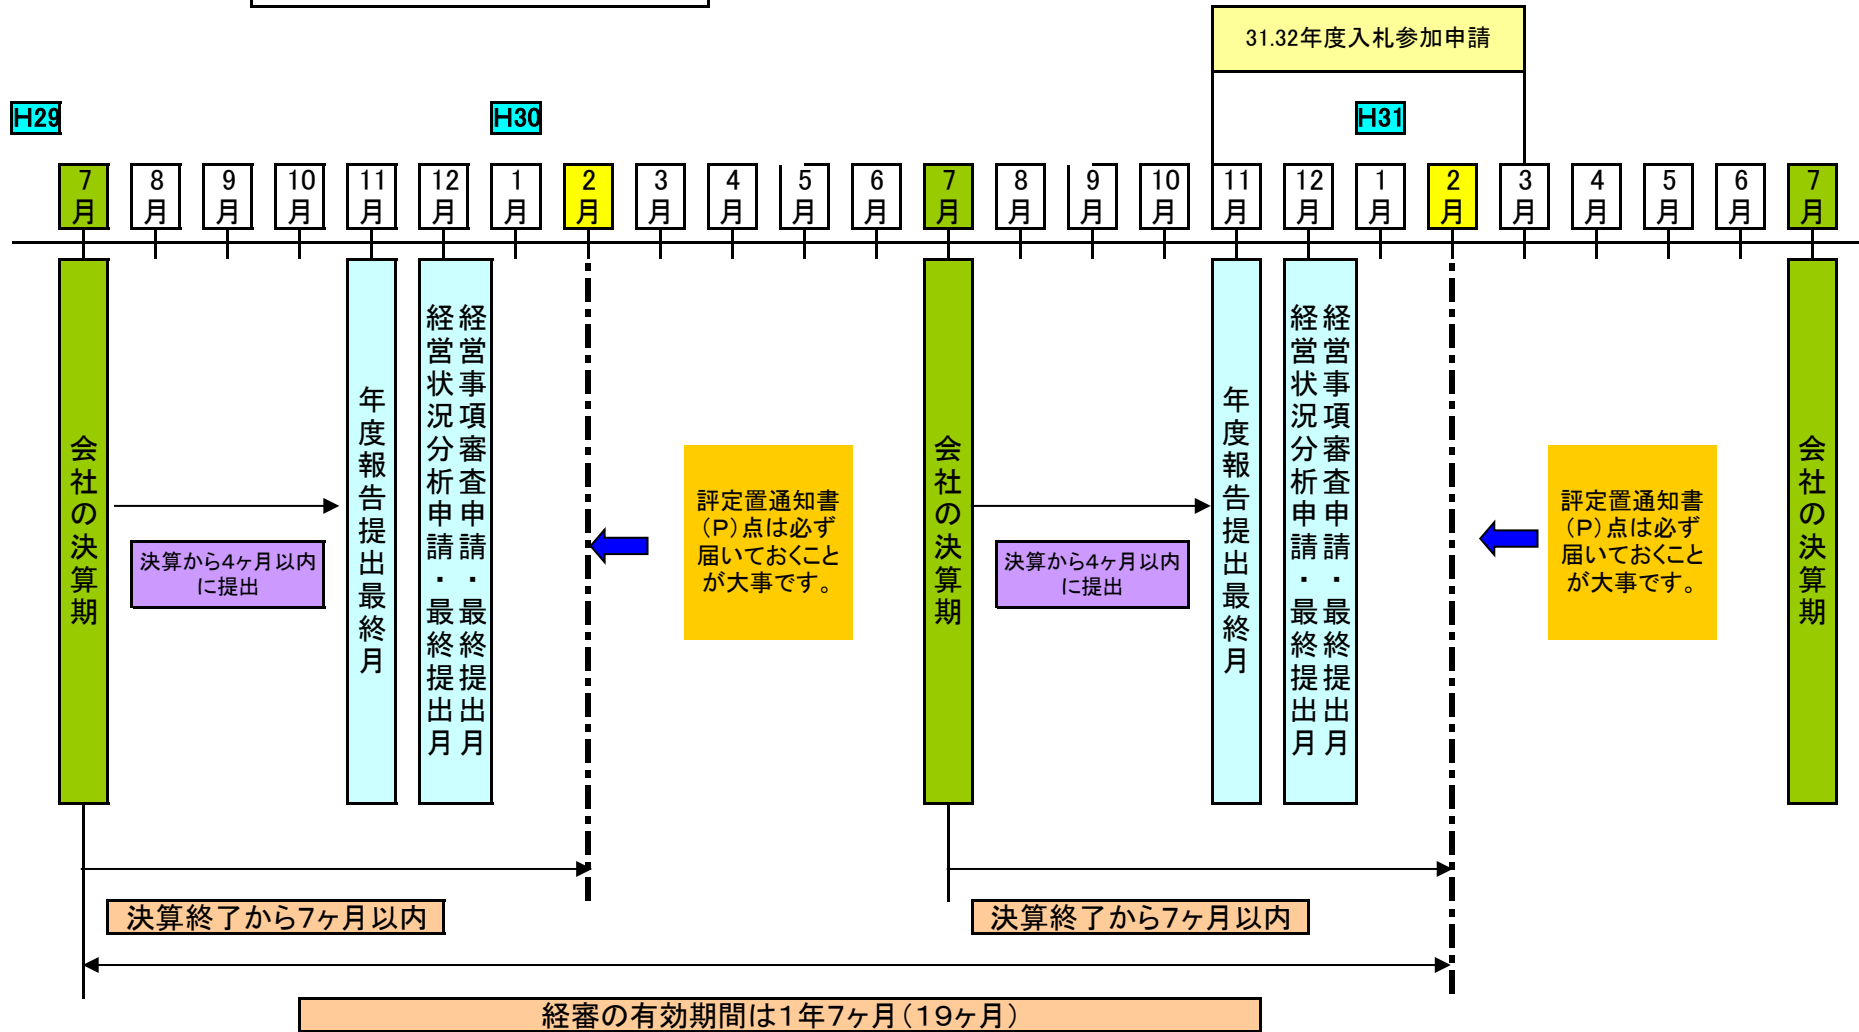 31.32年度入札参加申請
H29
H30
H31
7月
8月
9月
10月
11月
12月
1月
2月
3月
4月
5月
6月
7月
8月
9月
10月
11月
12月
1月
2月
3月
4月
5月
6月
7月
会社の決算期
決算から4ヶ月以内
に提出
年度報告提出最終月
経営事項審査申請・最終提出月
経営状況分析申請・最終提出月
評定置通知書
(P)点は必ず
届いておくこと
が大事です。
会社の決算期
決算から4ヶ月以内
に提出
年度報告提出最終月
経営事項審査申請・最終提出月
経営状況分析申請・最終提出月
評定置通知書
(P)点は必ず
届いておくこと
が大事です。
会社の決算期
決算終了から7ヶ月以内
決算終了から7ヶ月以内
経審の有効期間は1年7ヶ月(19ヶ月)